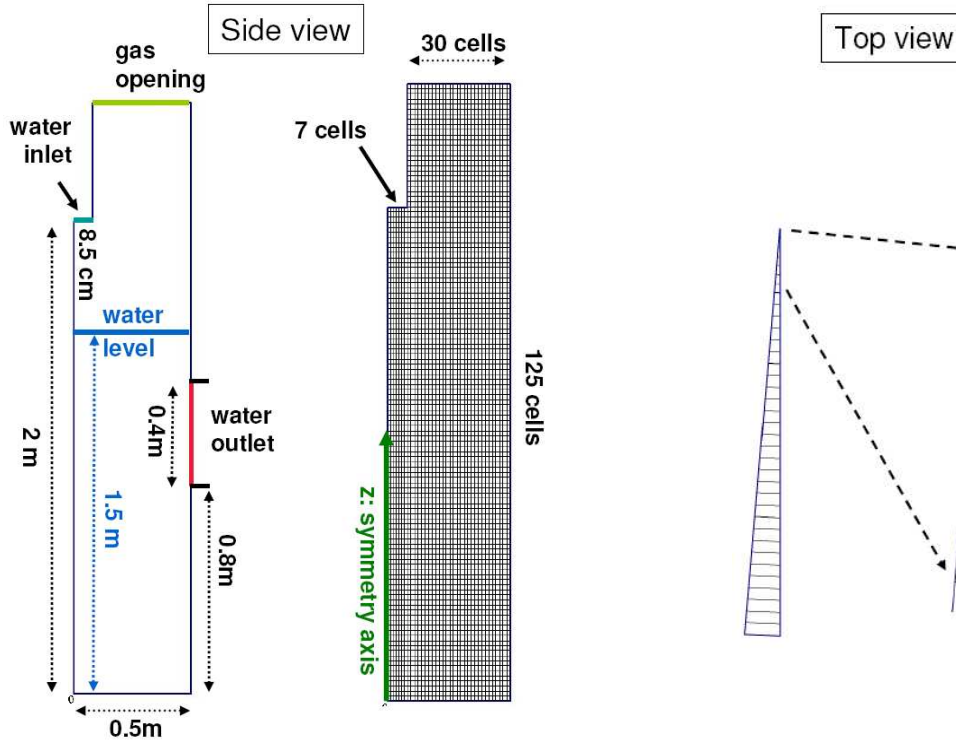 Side view
Top view
gas
opening
30 cells
water
inlet
7 cells
8.5 cm
water
level
125 cells
2 m
0.4m
water
outlet
1.5 m
z: symmetry axis
0.8m
0.5m